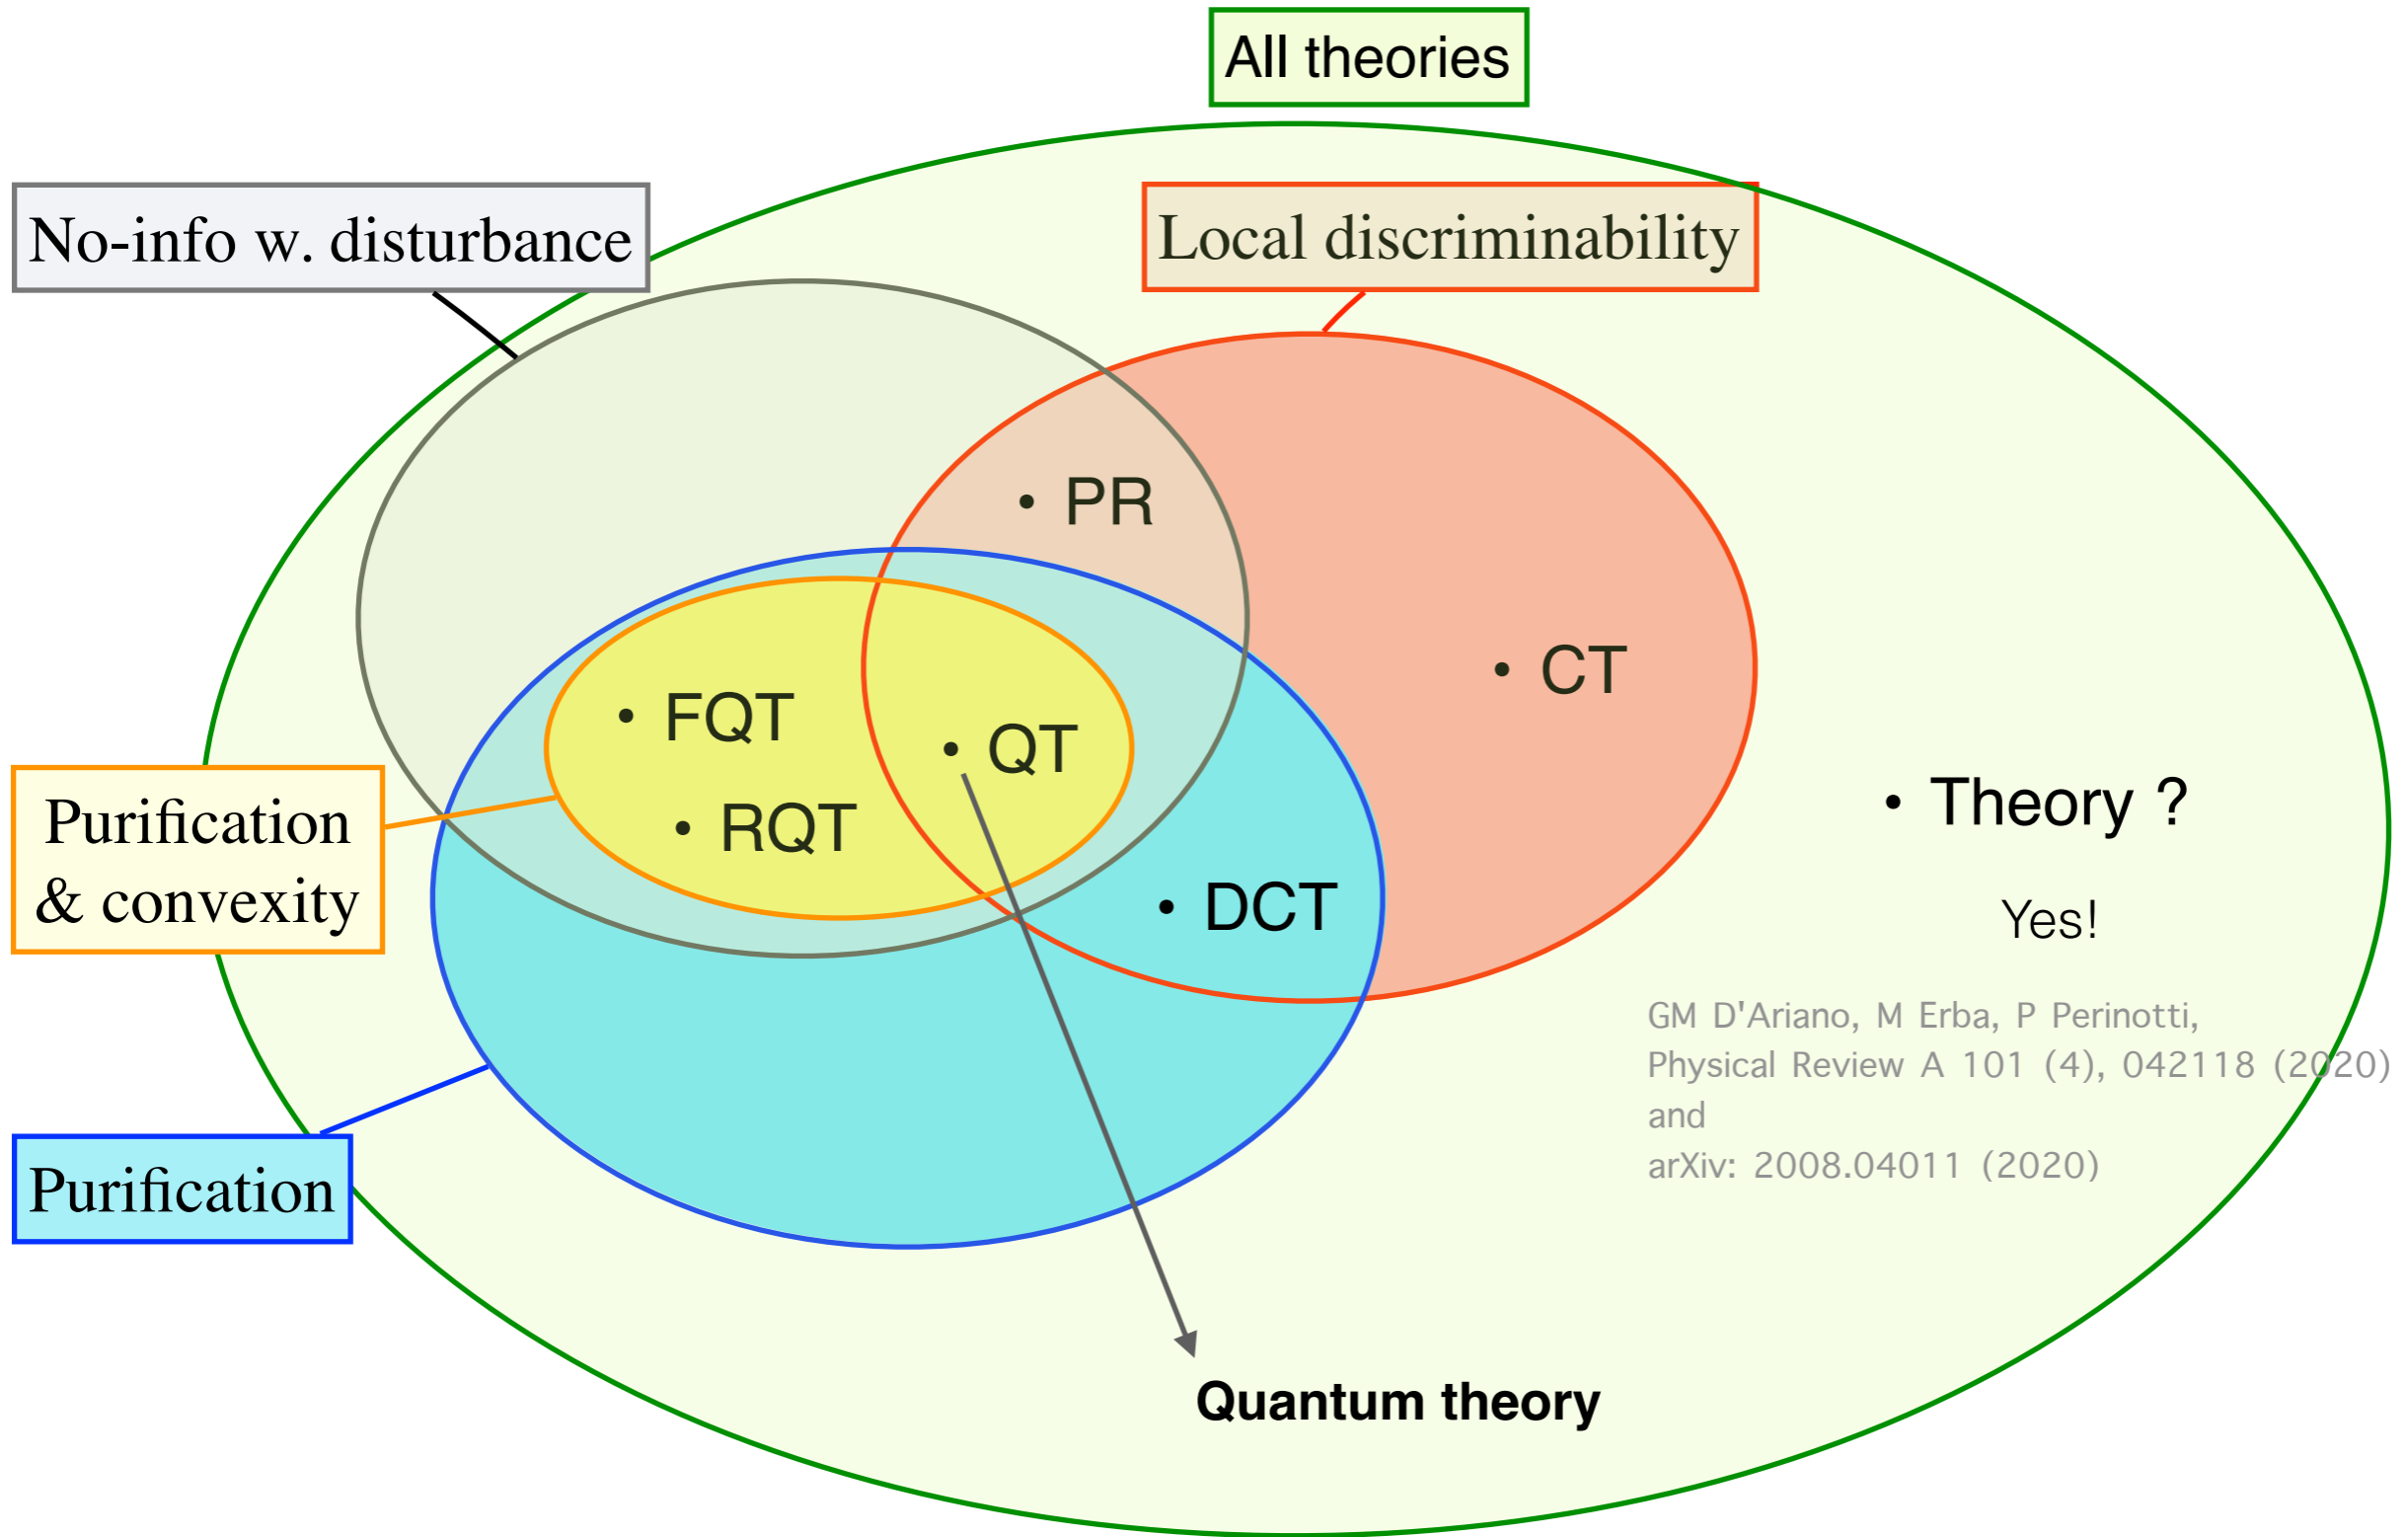 All theories
No-info w. disturbance
Local discriminability
• PR
• CT
• FQT
• QT
• RQT
• Theory ?
Purification
& convexity
• DCT
Yes!
GM D'Ariano, M Erba, P Perinotti,
Physical Review A 101 (4), 042118 (2020)
and
arXiv: 2008.04011 (2020)
Purification
Quantum theory